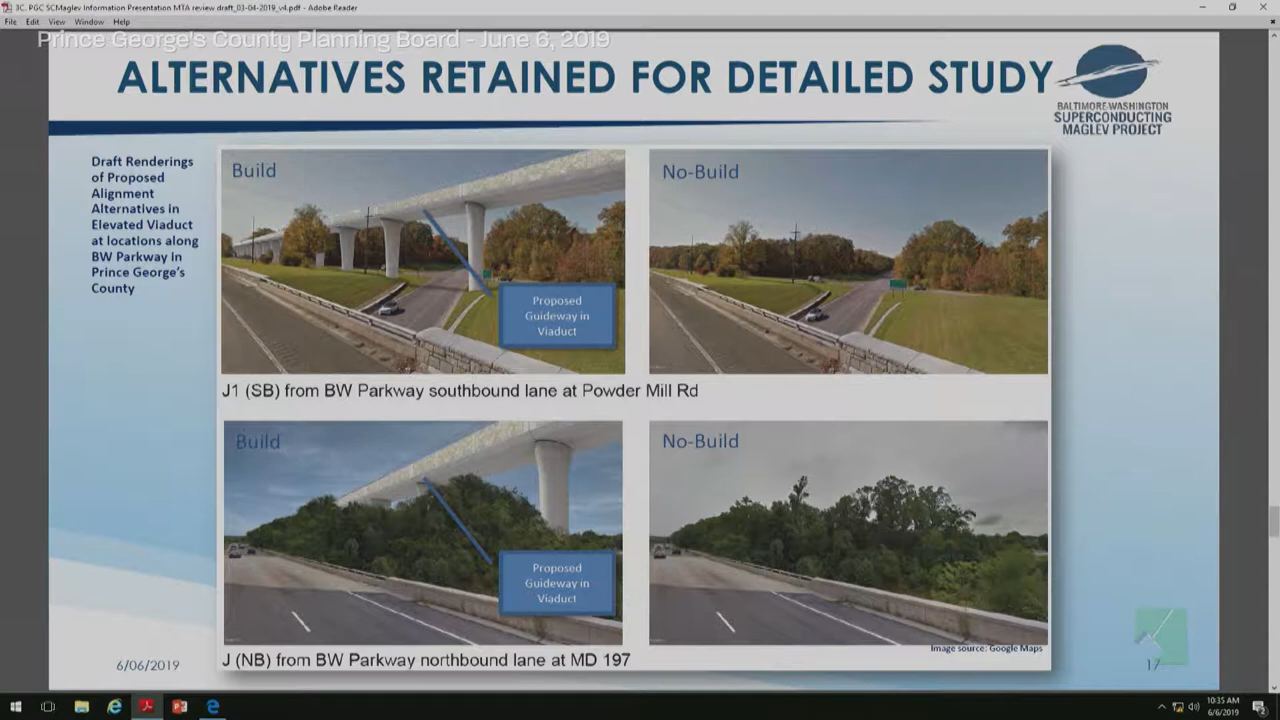 3C. PGC SCMaglev Information Presentation MTA review draft_03-04-2019_v4.pdf - Adobe Reader
File Edit View Window Help
Prince George's County Planning Board - June 6, 2019
ALTERNATIVES RETAINED FOR DETAILED STUDY
BALTIMORE-WASHINGTON
SUPERCONDUCTING
MAGLEV PROJECT
Draft Renderings
of Proposed
Alignment
Alternatives in
Elevated Viaduct
at locations along
BW Parkway in
Prince George's
County
Build
Proposed
Guideway in
Viaduct
No-Build
J1 (SB) from BW Parkway southbound lane at Powder Mill Rd
Build
Proposed
Guideway in
Viaduct
No-Build
J (NB) from BW Parkway northbound lane at MD 197
Image source: Google Maps
6/06/2019
17
10:35 AM
6/6/2019